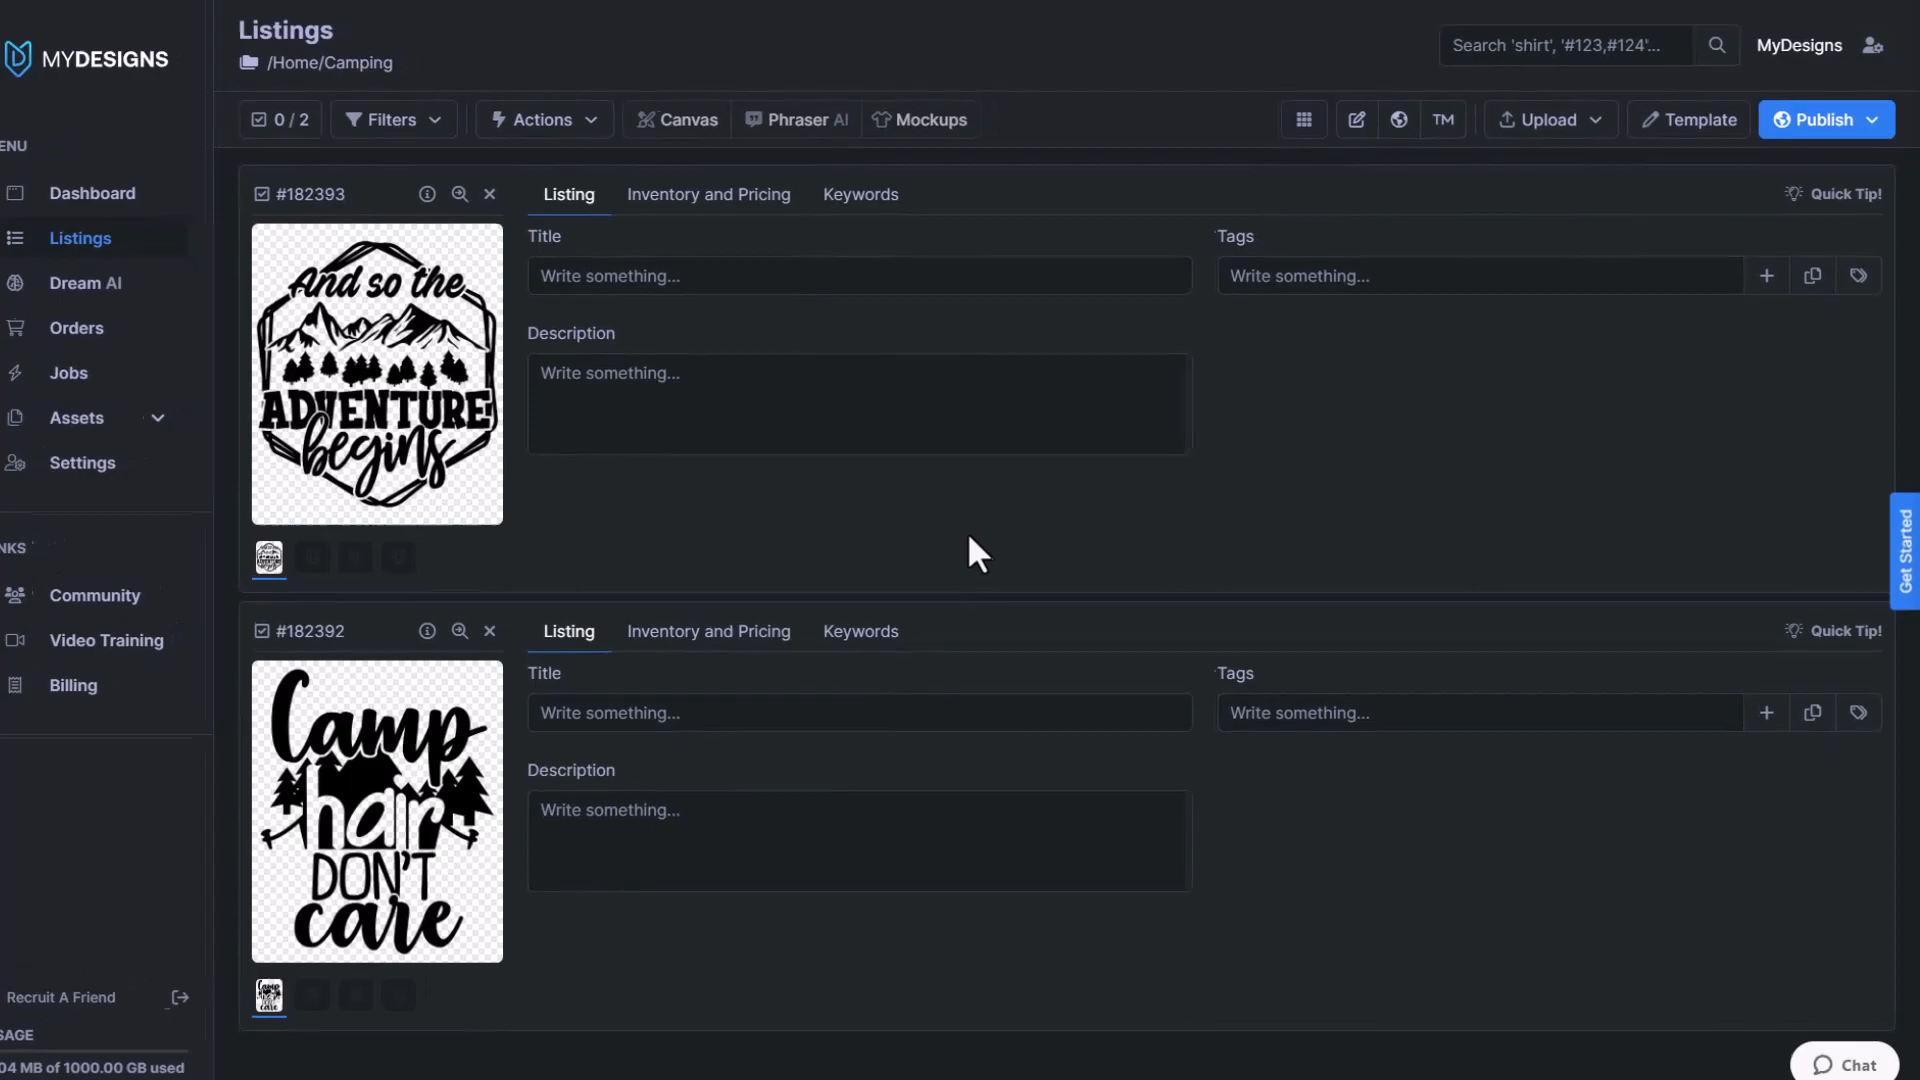 MYDESIGNS
Listings
/Home/Camping
Search 'shirt', '#123,#124'...
MyDesigns
0 / 2
Filters
Actions
Canvas
Phraser AI
Mockups
TM
Upload
Template
Publish
ENU
Dashboard
Listings
Dream AI
Orders
Jobs
Assets
Settings
NKS
Community
Video Training
Billing
Recruit A Friend
SAGE
04 MB of 1000.00 GB used
#182393
Listing
Inventory and Pricing
Keywords
Quick Tip!
And so the
ADVENTURE
begins
Title
Write something...
Tags
Write something...
Description
Write something...
#182392
Listing
Inventory and Pricing
Keywords
Quick Tip!
Camp
hair
DON'T
care
Title
Write something...
Tags
Write something...
Description
Write something...
Get Started
Chat